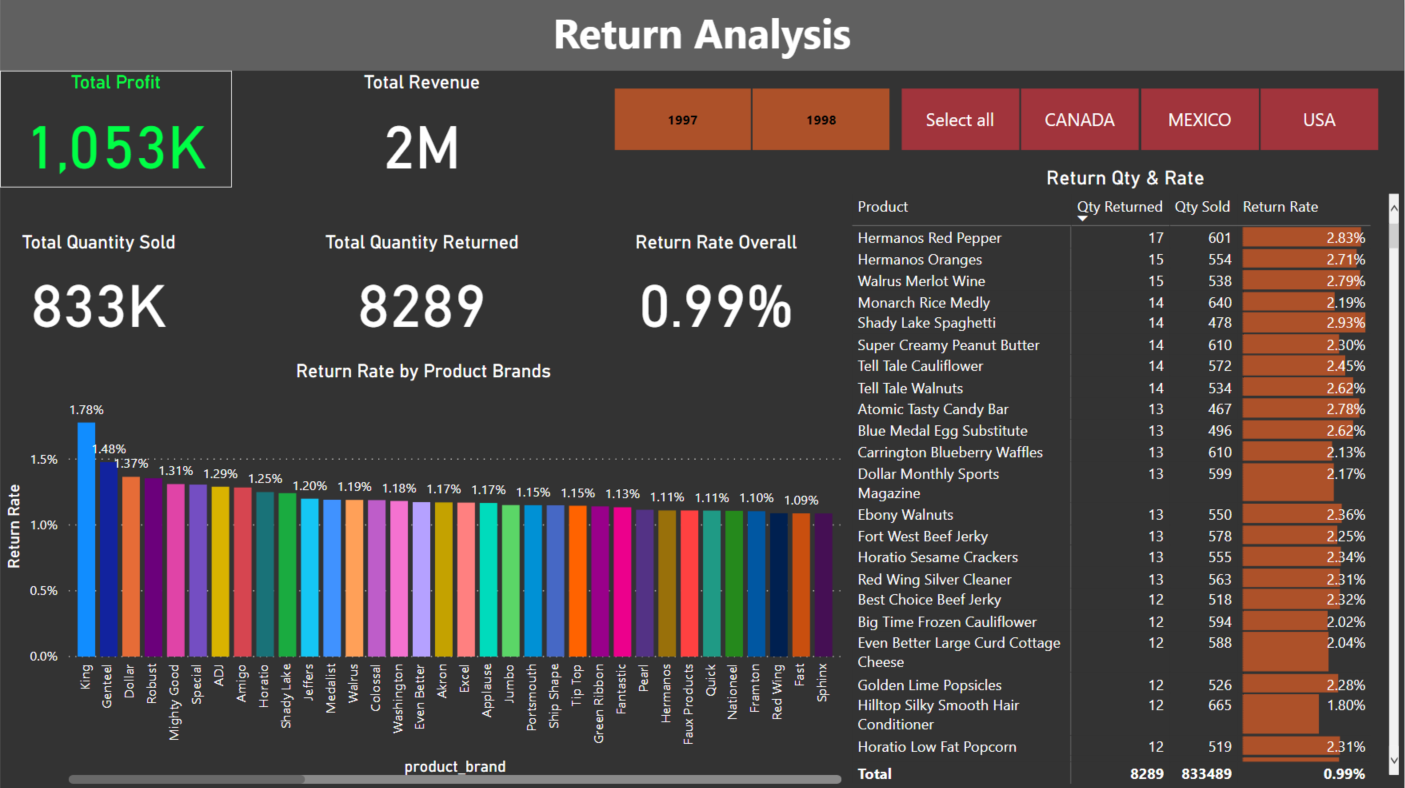 Return Analysis
Total Profit
1,053K
Total Revenue
2M
1997
1998
Select all
CANADA
MEXICO
USA
Total Quantity Sold
833K
Total Quantity Returned
8289
Return Rate Overall
0.99%
Return Rate by Product Brands
Return Rate
1.5%
1.0%
0.5%
0.0%
1.78%
1.48%
1.37%
1.31%
1.29%
1.25%
1.20%
1.19%
1.18%
1.17%
1.17%
1.15%
1.15%
1.13%
1.11%
1.11%
1.10%
1.09%
King
Genteel
Dollar
Robust
Mighty Good
Special
ADJ
Amigo
Horatio
Shady Lake
Jeffers
Medalist
Walrus
Colossal
Washington
Even Better
Akron
Excel
Applause
Jumbo
Portsmouth
Ship Shape
Tip Top
Green Ribbon
Fantastic
Pearl
Hermanos
Faux Products
Quick
Nationeel
Framton
Red Wing
Fast
Sphinx
product_brand
Return Qty & Rate
Product Qty Returned Qty Sold Return Rate
Hermanos Red Pepper 17 601 2.83%
Hermanos Oranges 15 554 2.71%
Walrus Merlot Wine 15 538 2.79%
Monarch Rice Medly 14 640 2.19%
Shady Lake Spaghetti 14 478 2.93%
Super Creamy Peanut Butter 14 610 2.30%
Tell Tale Cauliflower 14 572 2.45%
Tell Tale Walnuts 14 534 2.62%
Atomic Tasty Candy Bar 13 467 2.78%
Blue Medal Egg Substitute 13 496 2.62%
Carrington Blueberry Waffles 13 610 2.13%
Dollar Monthly Sports 13 599 2.17%
Magazine
Ebony Walnuts 13 550 2.36%
Fort West Beef Jerky 13 578 2.25%
Horatio Sesame Crackers 13 555 2.34%
Red Wing Silver Cleaner 13 563 2.31%
Best Choice Beef Jerky 12 518 2.32%
Big Time Frozen Cauliflower 12 594 2.02%
Even Better Large Curd Cottage 12 588 2.04%
Cheese
Golden Lime Popsicles 12 526 2.28%
Hilltop Silky Smooth Hair 12 665 1.80%
Conditioner
Horatio Low Fat Popcorn 12 519 2.31%
Total 8289 833489 0.99%